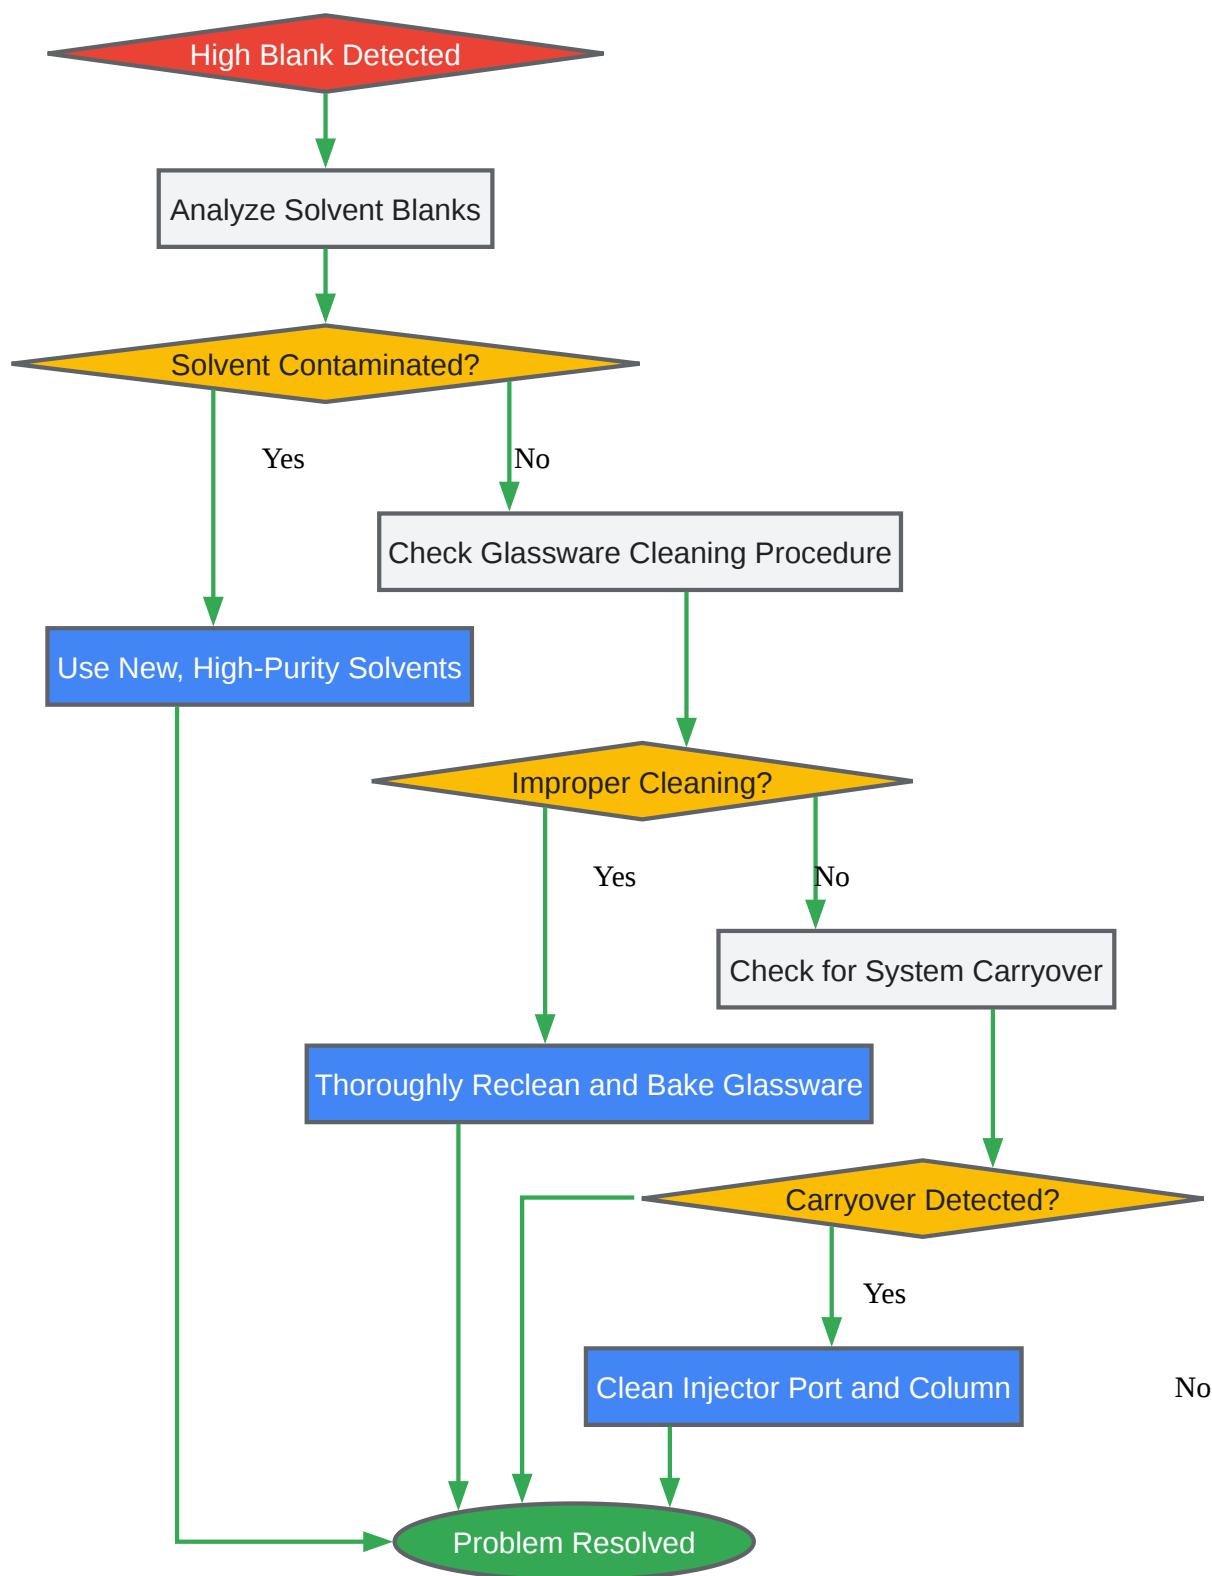 High Blank Detected
Analyze Solvent Blanks
Solvent Contaminated?
Yes
No
Check Glassware Cleaning Procedure
Use New, High-Purity Solvents
Improper Cleaning?
Yes
No
Check for System Carryover
Thoroughly Reclean and Bake Glassware
Carryover Detected?
Yes
Clean Injector Port and Column
No
Problem Resolved